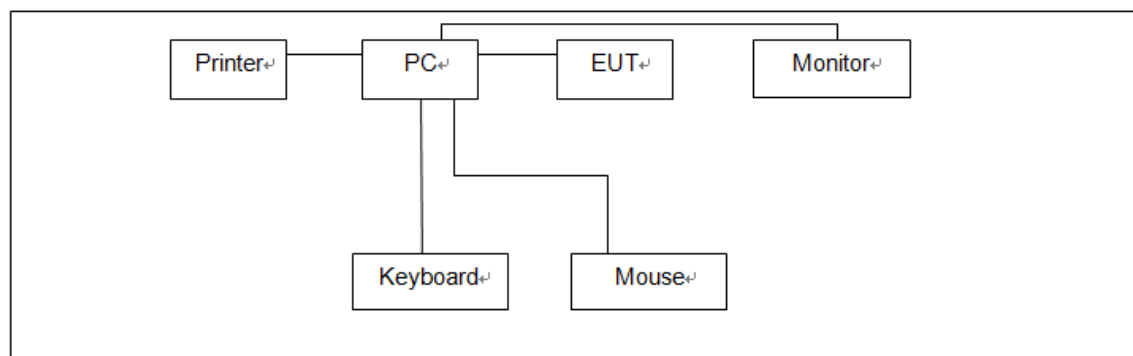 Printer
PC
EUT
Monitor
Keyboard
Mouse